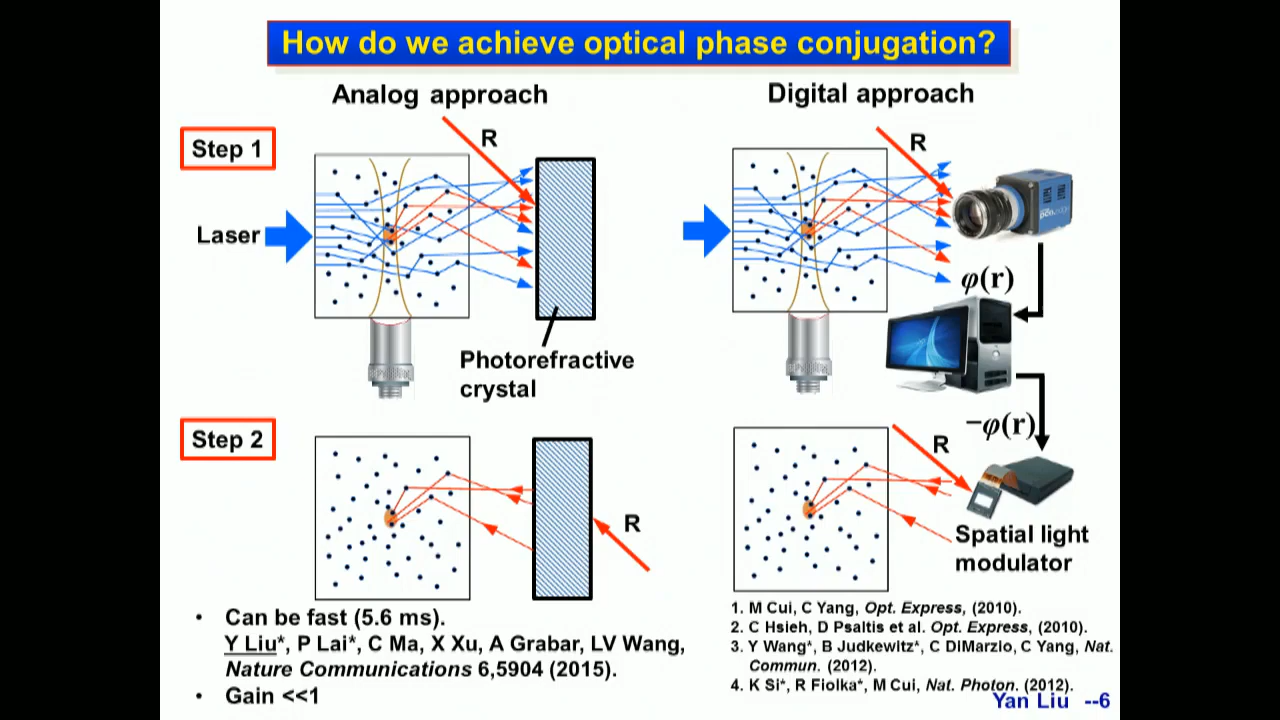 How do we achieve optical phase conjugation?
Analog approach
Digital approach
R
R
Step 1
Laser
φ(r)
Photorefractive
crystal
Step 2
−φ(r)
R
R
Spatial light
modulator
• Can be fast (5.6 ms).
Y Liu*, P Lai*, C Ma, X Xu, A Grabar, LV Wang,
Nature Communications 6,5904 (2015).
• Gain <<1
1. M Cui, C Yang, Opt. Express, (2010).
2. C Hsieh, D Psaltis et al. Opt. Express, (2010).
3. Y Wang*, B Judkewitz*, C DiMarzio, C Yang, Nat.
Commun. (2012).
4. K Si*, R Fiolka*, M Cui, Nat. Photon. (2012).
Yan Liu --6